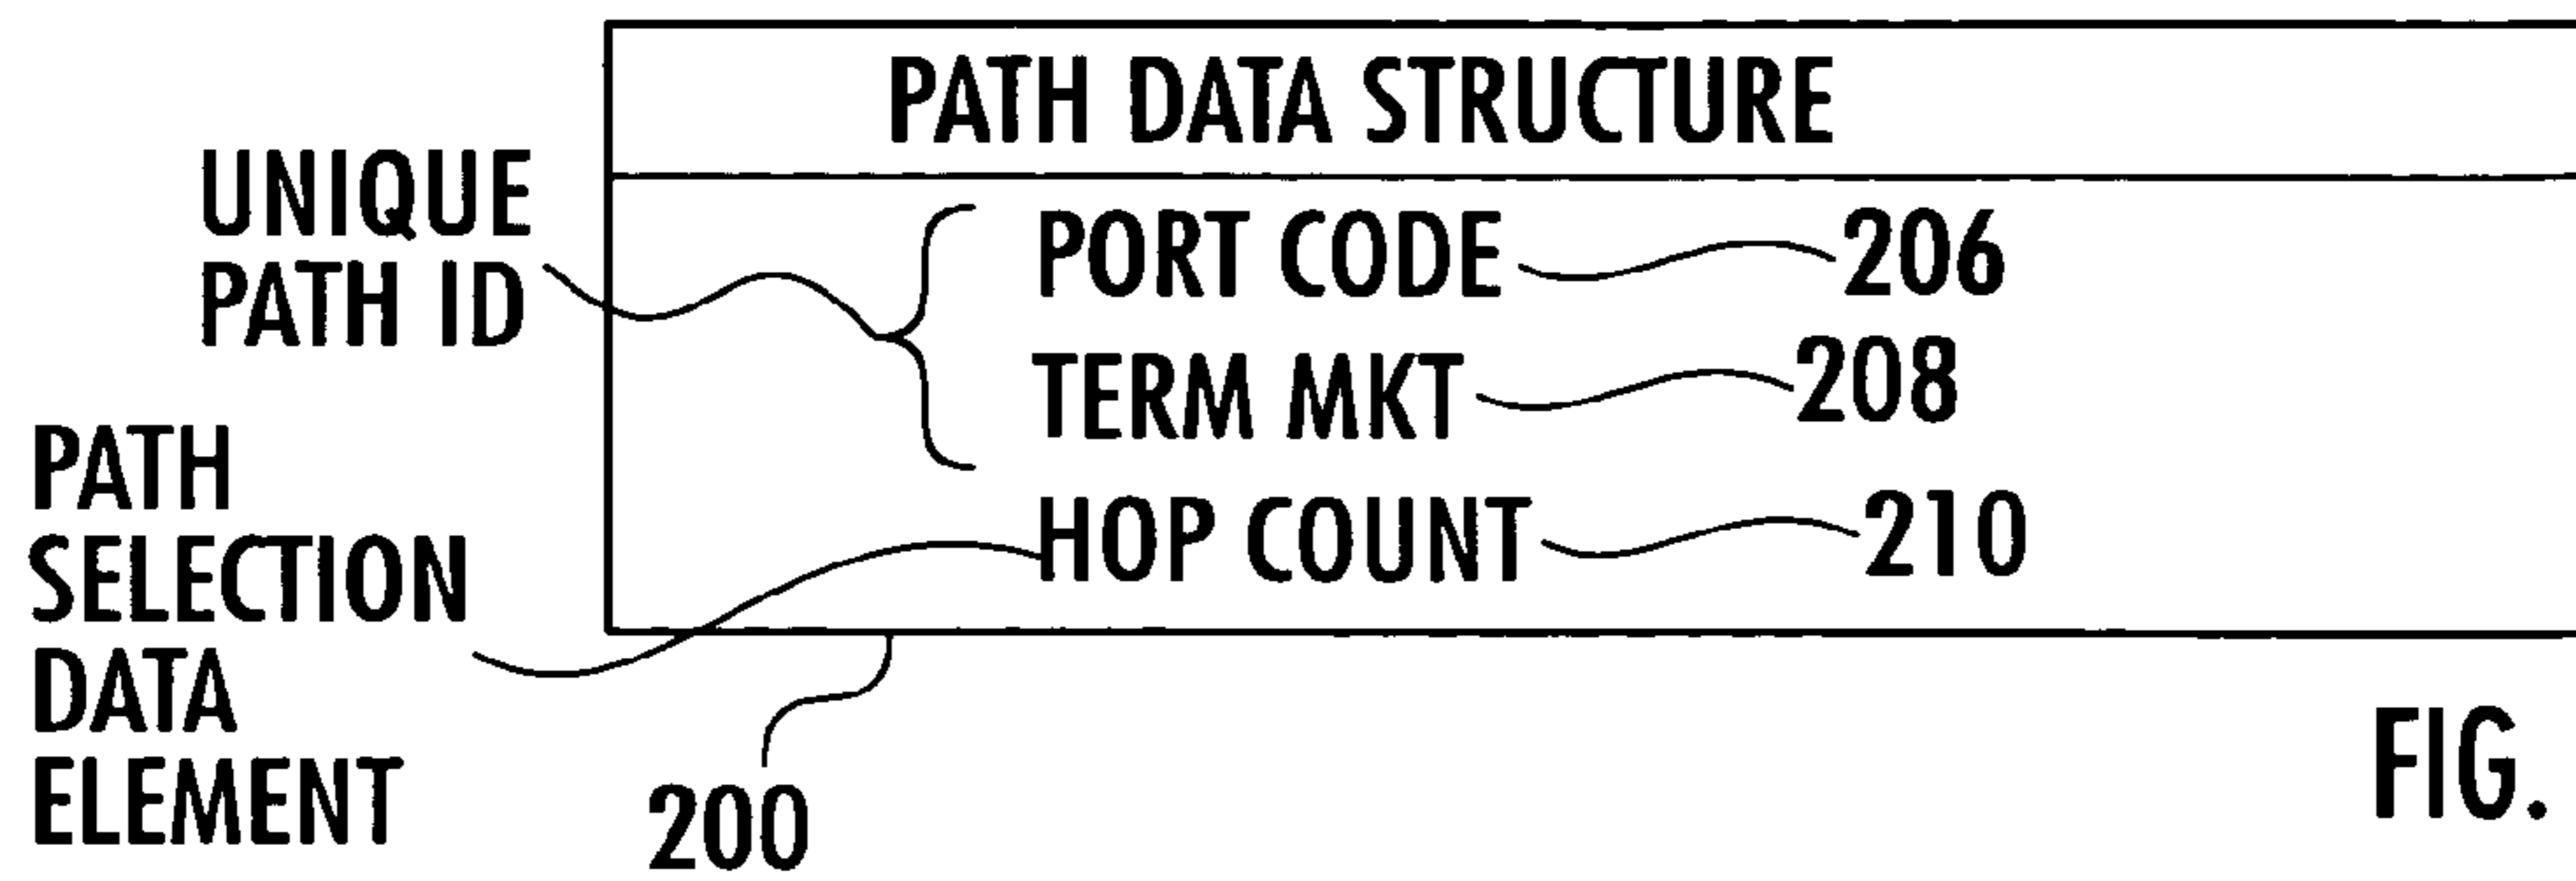 PATH DATA STRUCTURE
UNIQUE
PATH ID
PORT CODE 206
TERM MKT 208
HOP COUNT 210
PATH
SELECTION
DATA
ELEMENT
200
FIG.